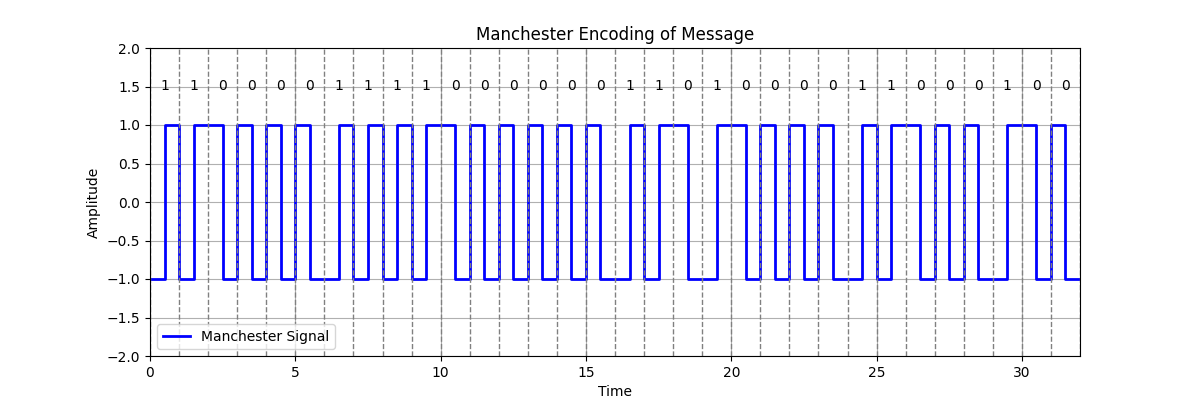 Manchester Encoding of Message
2.0
1.5
1.0
0.5
0.0
−0.5
−1.0
−1.5
−2.0
Amplitude
1 1 0 0 0 0 1 1 1 1 0 0 0 0 0 0 1 1 0 1 0 0 0 0 1 1 0 0 0 1 0 0
Manchester Signal
0 5 10 15 20 25 30
Time